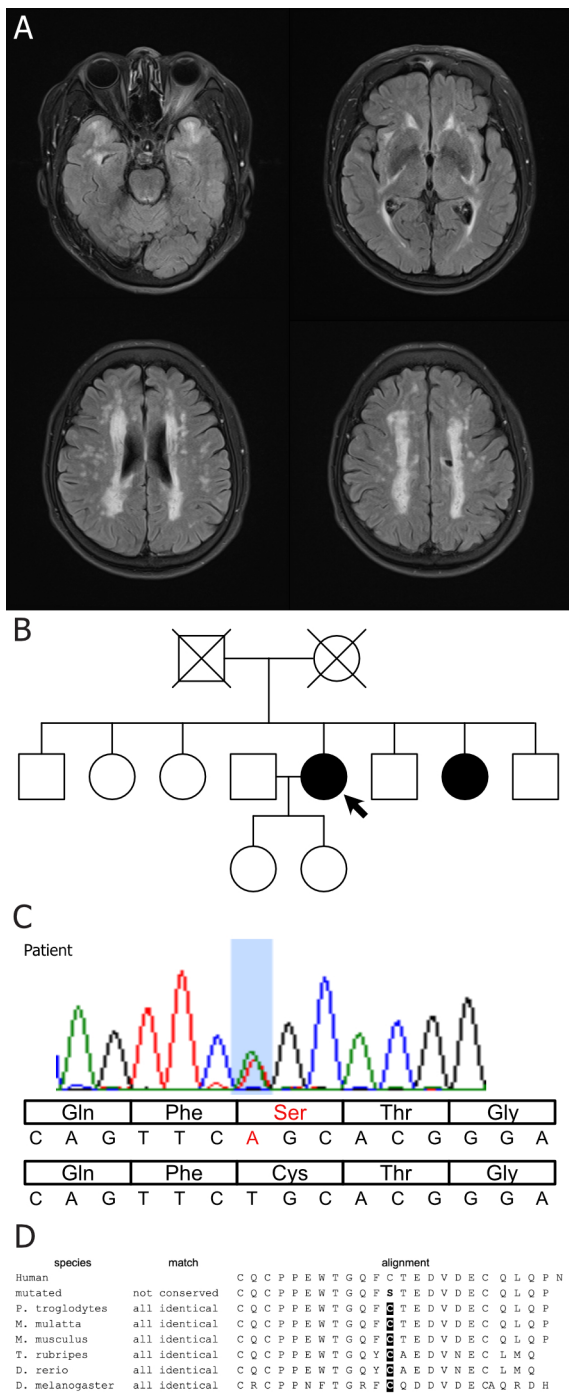 A
B
C
Patient
Gln Phe Ser Thr Gly
C A G T T C A G C A C G G G A
Gln Phe Cys Thr Gly
C A G T T C T G C A C G G G A
D
species match alignment
Human C Q C P P E W T G Q F C T E D V D E C Q L Q P N
mutated not conserved C Q C P P E W T G Q F S T E D V D E C Q L Q P
P. troglodytes all identical C Q C P P E W T G Q F C T E D V D E C Q L Q P
M. mulatta all identical C Q C P P E W T G Q F C T E D V D E C Q L Q P
M. musculus all identical C Q C P P E W T G Q F C T E D V D E C Q L Q P
T. rubripes all identical C Q C P P E W T G Q Y C A E D V N E C L M Q
D. rerio all identical C Q C P P E W T G Q Y C A E D V N E C L M Q
D. melanogaster all identical C R C P P N F T G R F C Q D D V D E CA Q R D H